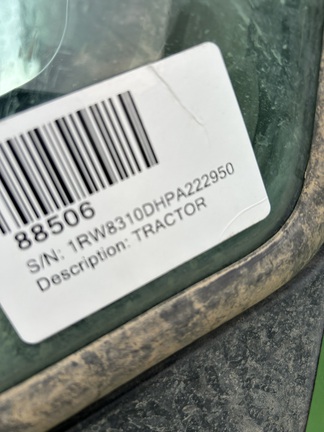 88506
S/N: 1RW8310DHPA222950
Description: TRACTOR